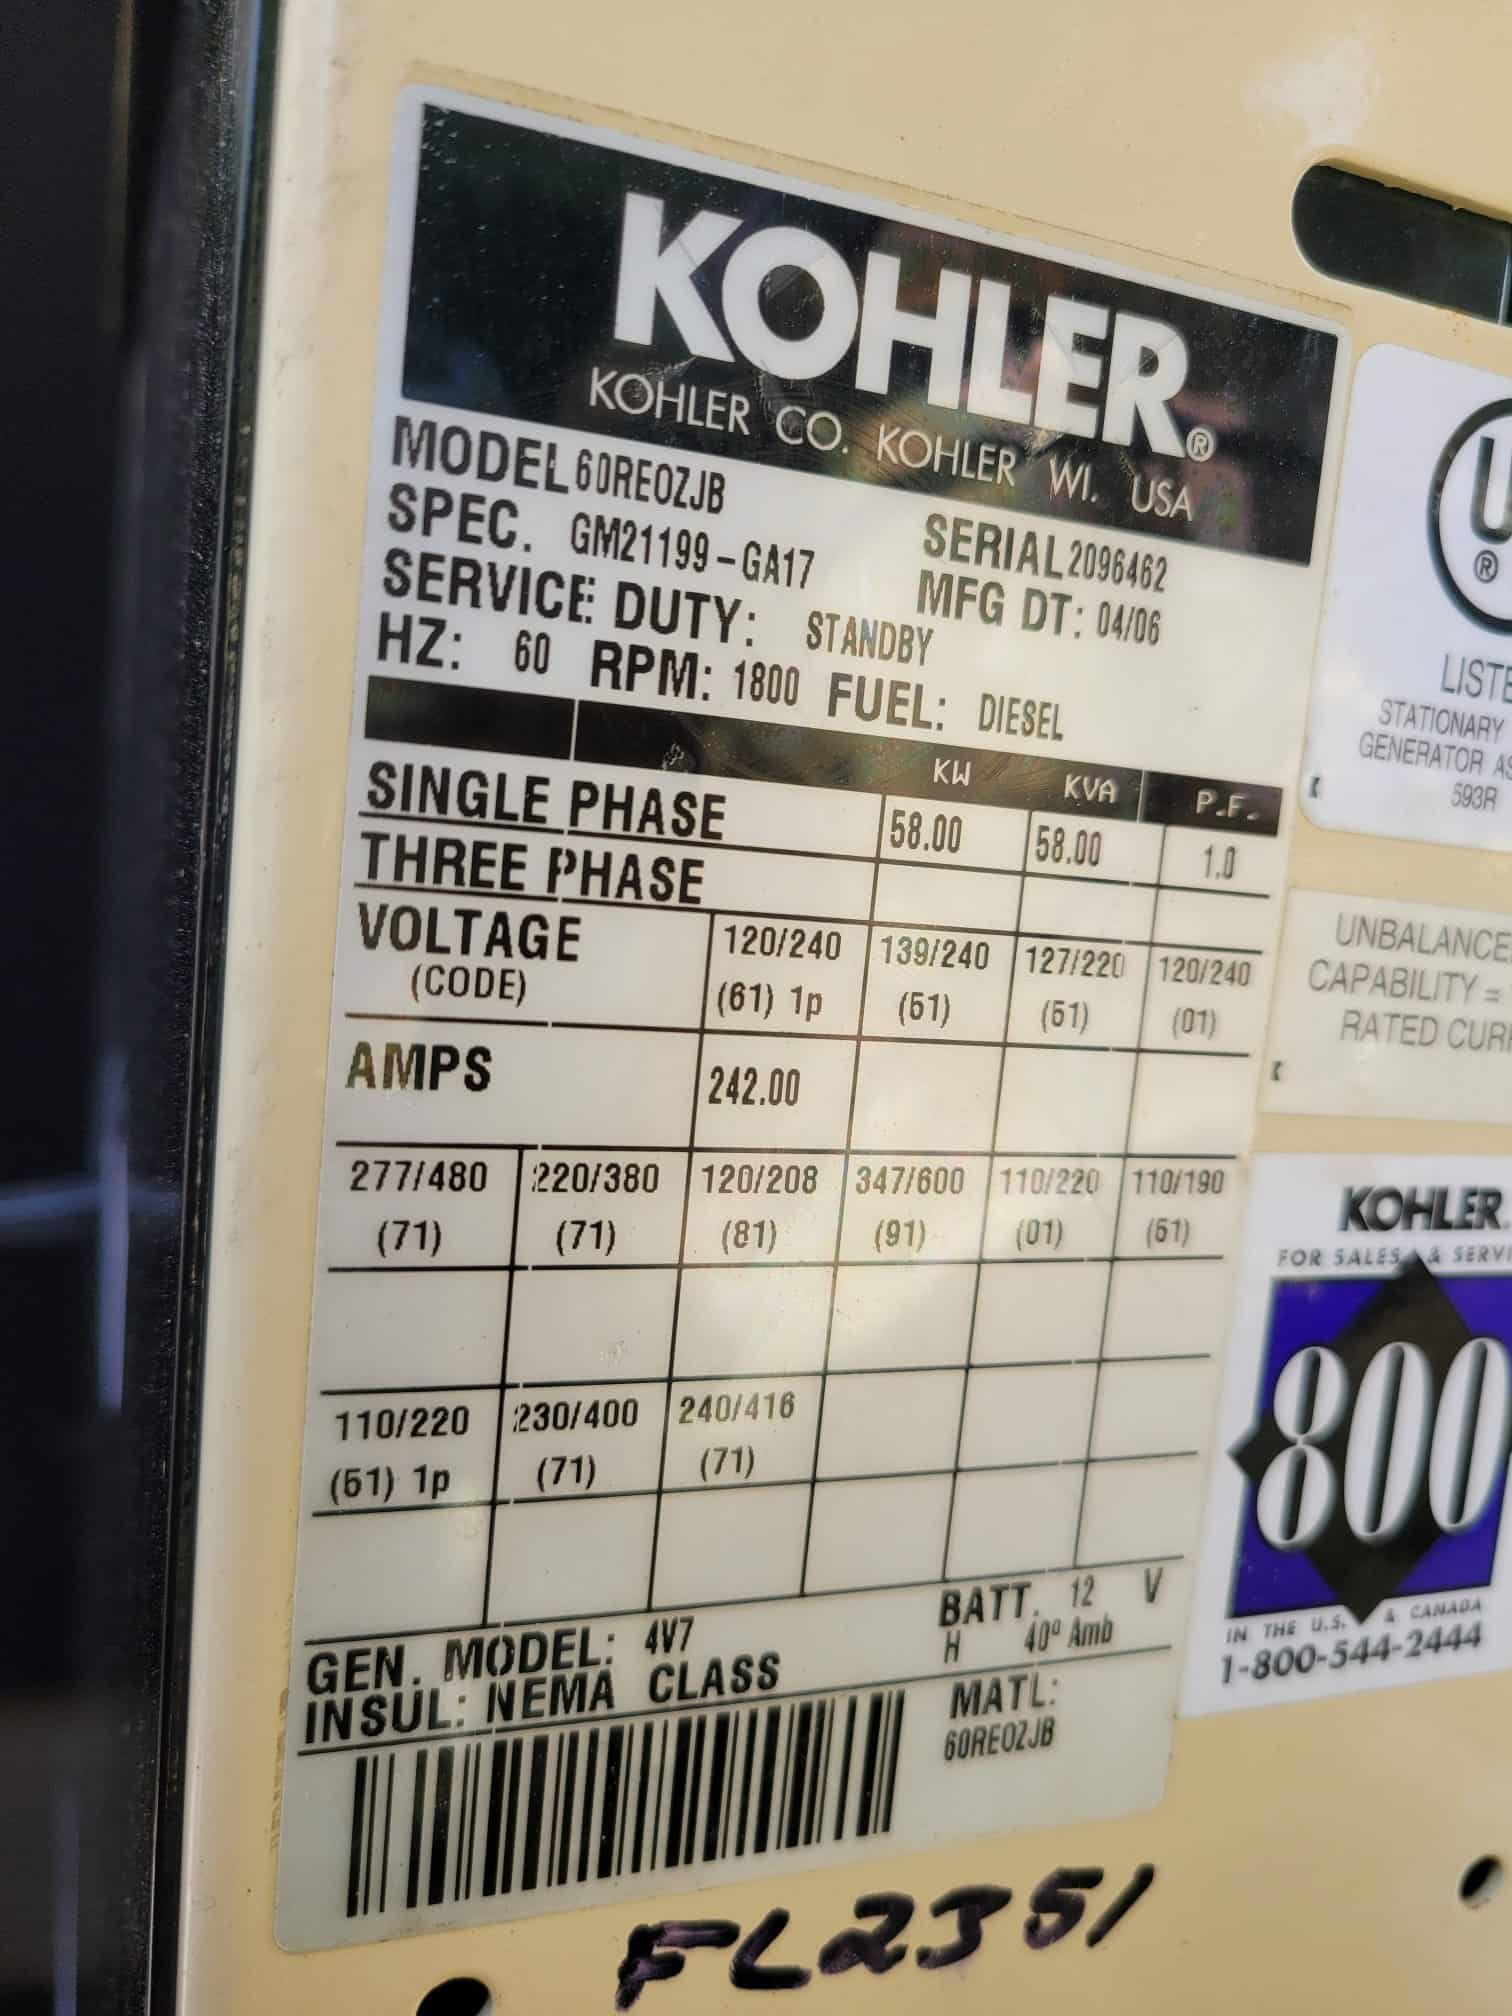 KOHLER®
KOHLER CO. KOHLER WI. USA
MODEL 60REOZJB
SERIAL 2096462
SPEC. GM21199-GA17
MFG DT: 04/06
SERVICE DUTY: STANDBY
HZ: 60 RPM: 1800 FUEL: DIESEL
KW KVA P.F.
SINGLE PHASE 58.00 58.00 1.0
THREE PHASE
VOLTAGE 120/240 139/240 127/220 120/240
(CODE) (61) 1p (51) (51) (01)
AMPS 242.00
277/480 220/380 120/208 347/600 110/220 110/190
(71) (71) (81) (91) (01) (51)
110/220 230/400 240/416
(51) 1p (71) (71)
GEN. MODEL: 4V7 BATT. 12 V
INSUL: NEMA CLASS H 40° Amb
MATL:
60REOZJB
FL2351
U
®
STATIONARY
GENERATOR
593R
CAPABILITY =
RATED
KOHLER
FOR SALES & 
800
IN THE U.S. & CANADA
1-800-544-2444